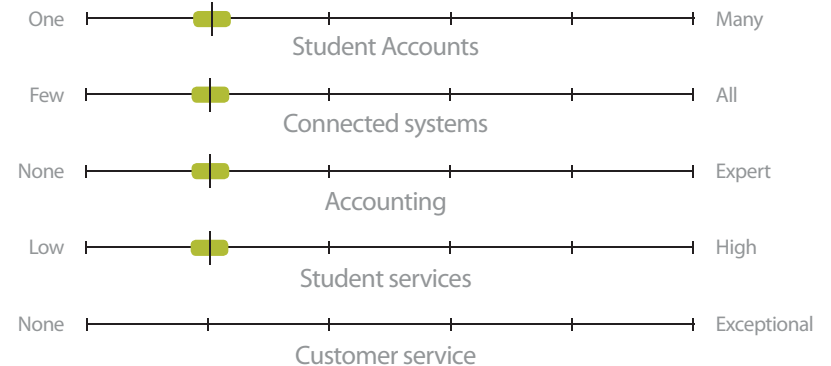 One Many
Student Accounts
Few All
Connected systems
None Expert
Accounting
Low High
Student services
None Exceptional
Customer service